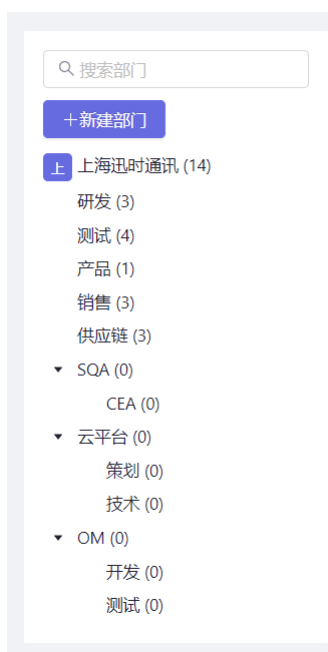 搜索部门
+新建部门
上 上海迅时通讯 (14)
研发 (3)
测试 (4)
产品 (1)
销售 (3)
供应链 (3)
SQA (0)
CEA (0)
云平台 (0)
策划 (0)
技术 (0)
OM (0)
开发 (0)
测试 (0)